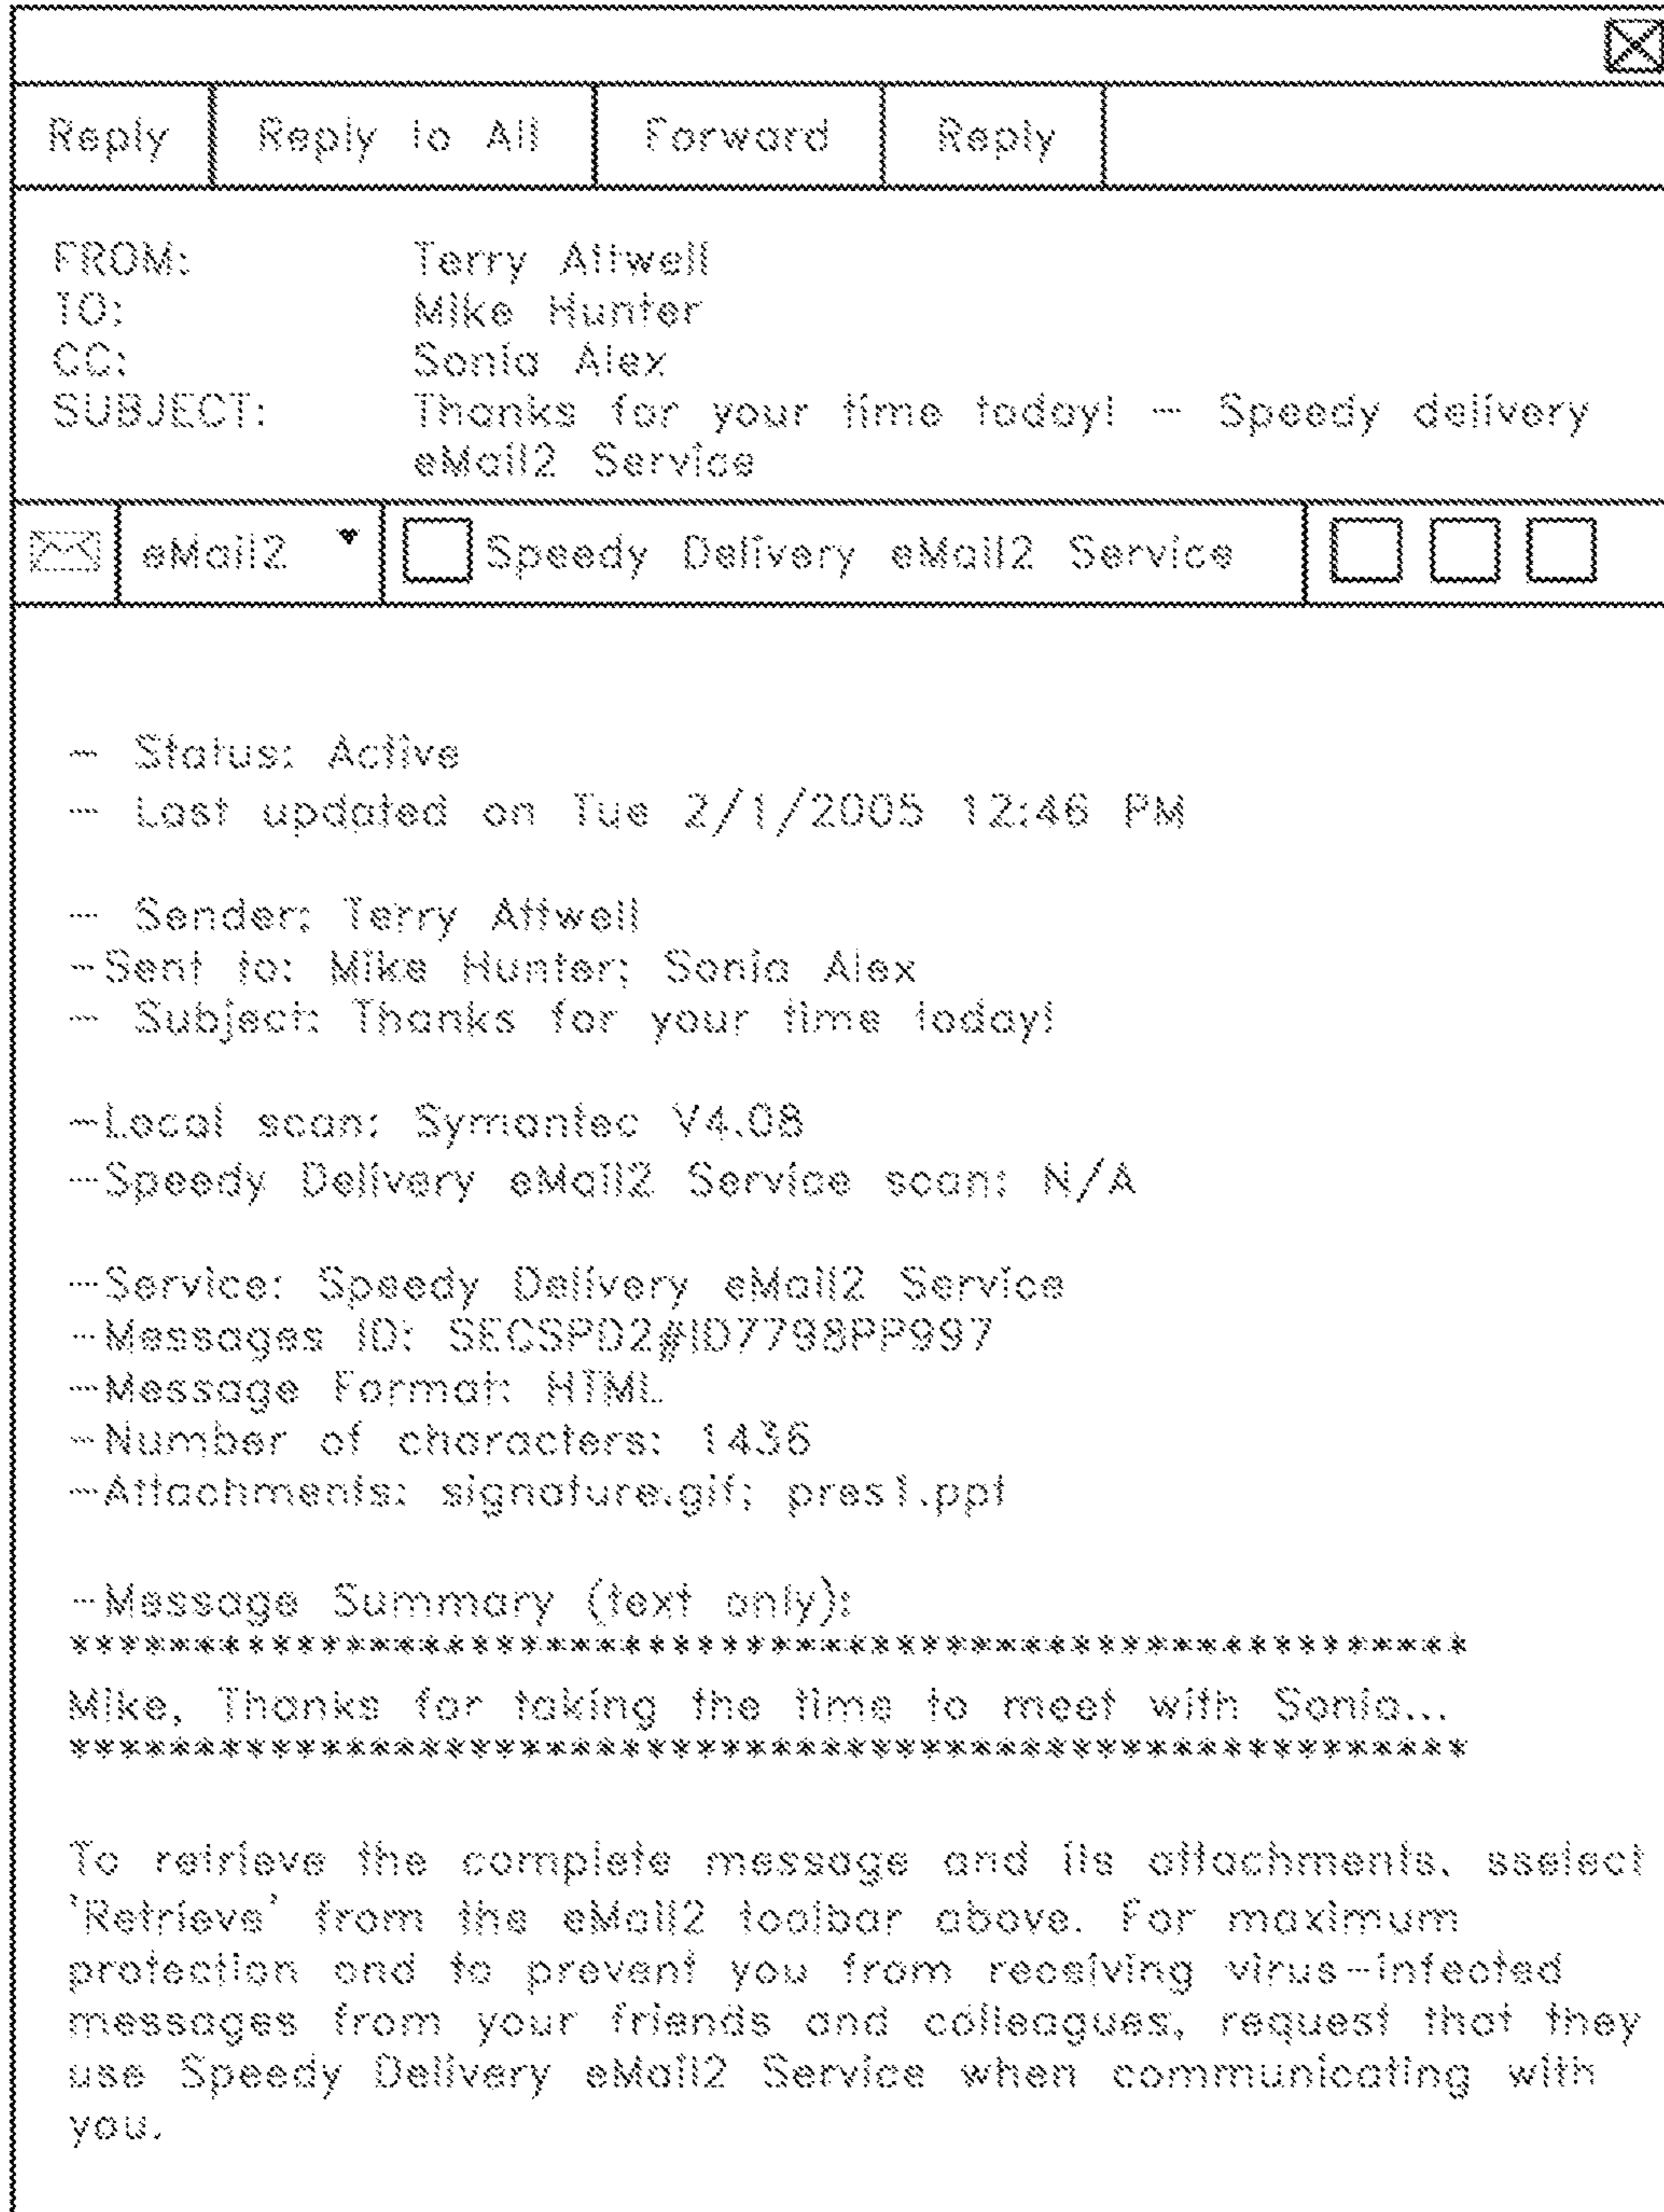 Reply Reply to All Forward Reply
FROM: Terry Attwell
TO: Mike Hunter
CC: Sonia Alex
SUBJECT: Thanks for your time today! - Speedy delivery
eMail2 Service
eMail2 Speedy Delivery eMail2 Service
- Status: Active
- Last updated on Tue 2/1/2005 12:46 PM
- Sender: Terry Attwell
-Sent to: Mike Hunter; Sonia Alex
- Subject: Thanks for your time today!
-Local scan: Symantec V4.08
-Speedy Delivery eMail2 Service scan: N/A
-Service: Speedy Delivery eMail2 Service
-Messages ID: SECSPD2#ID7798PP997
-Message Format: HTML
-Number of characters: 1436
-Attachments: signature.gif; pres1.ppt
-Message Summary (text only):
*********************************************************
Mike, Thanks for taking the time to meet with Sonia...
*********************************************************
To retrieve the complete message and its attachments, sselect
'Retrieve' from the eMail2 toolbar above. For maximum
protection and to prevent you from receiving virus-infected
messages from your friends and colleagues, request that they
use Speedy Delivery eMail2 Service when communicating with
you.